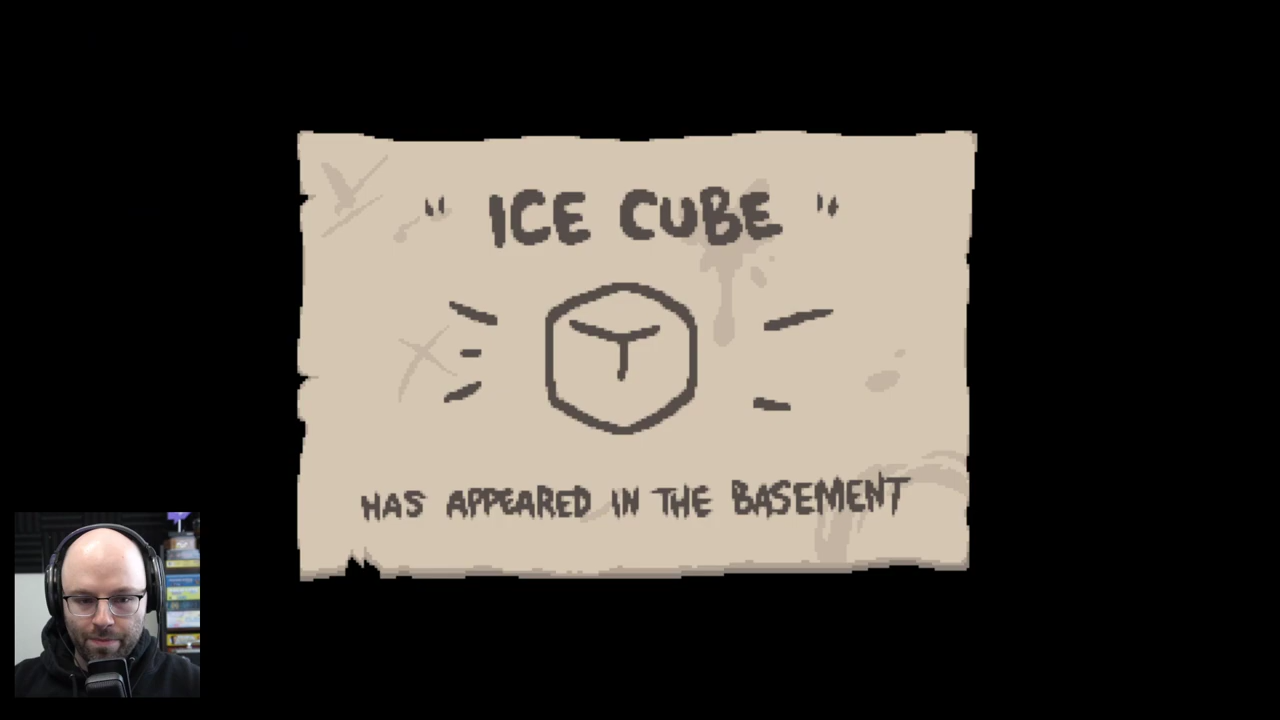 " ICE CUBE "
HAS APPEARED IN THE BASEMENT